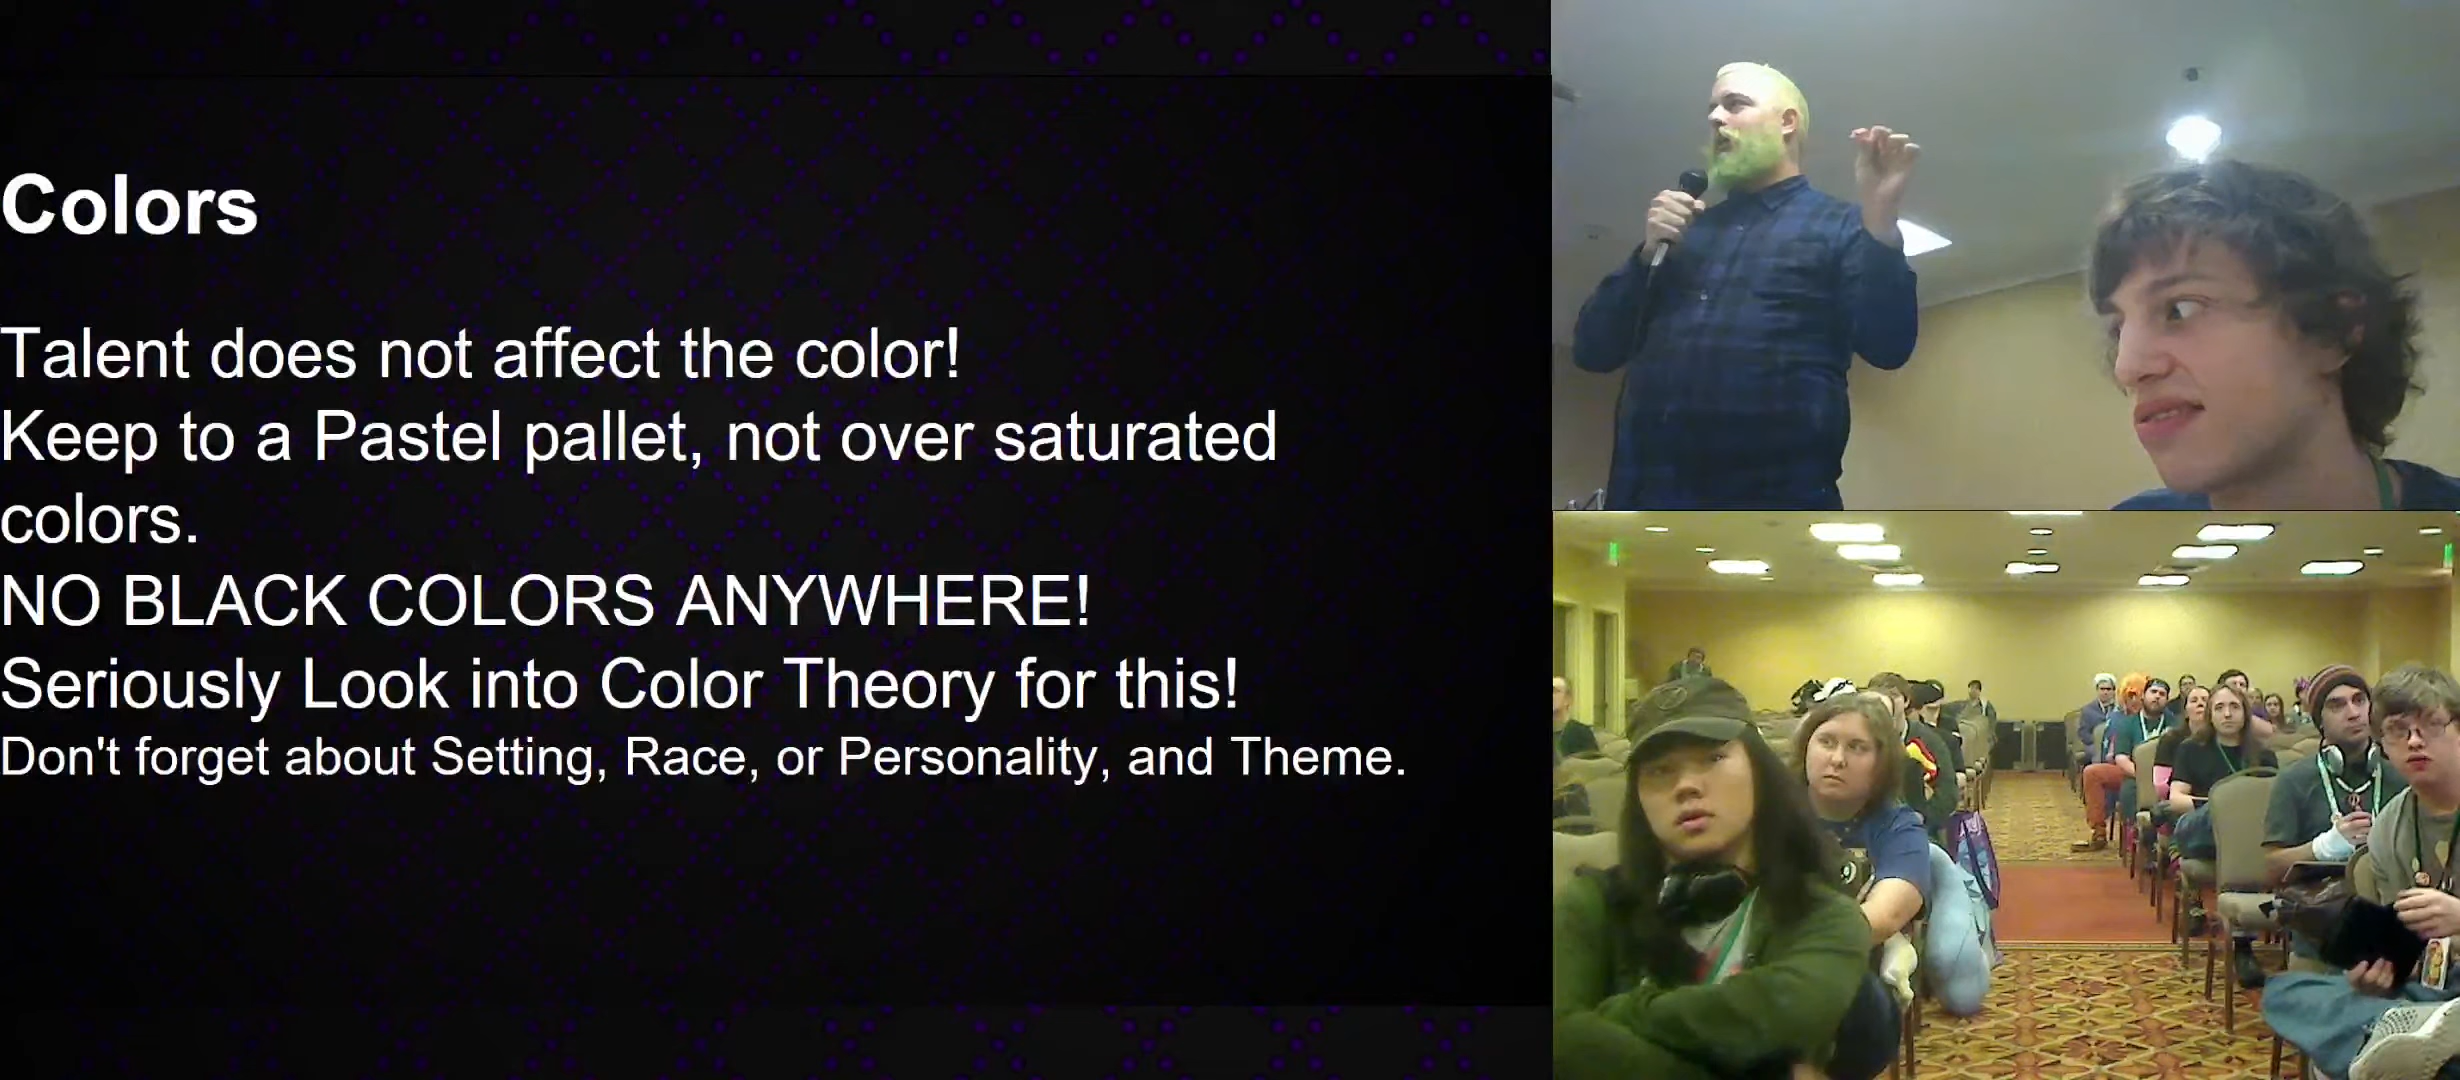 Colors
Talent does not affect the color!
Keep to a Pastel pallet, not over saturated
colors.
NO BLACK COLORS ANYWHERE!
Seriously Look into Color Theory for this!
Don't forget about Setting, Race, or Personality, and Theme.